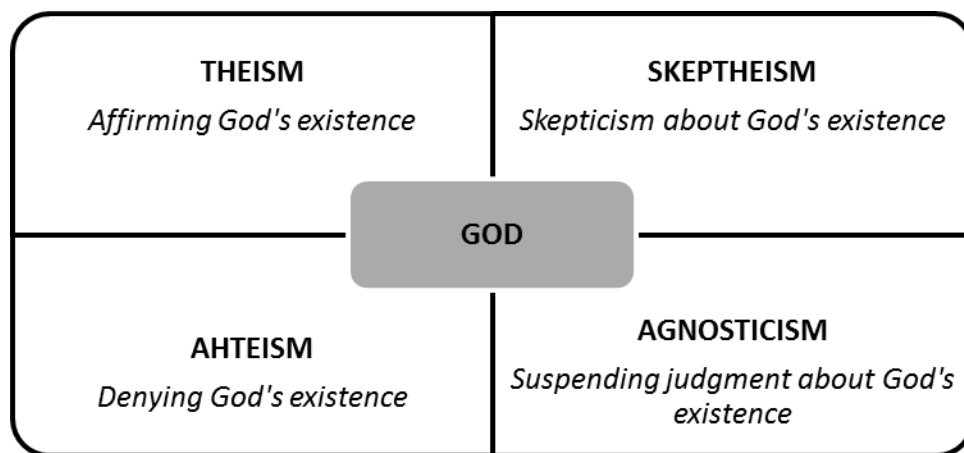 THEISM
Affirming God's existence
SKEPTHEISM
Skepticism about God's existence
GOD
AHTEISM
Denying God's existence
AGNOSTICISM
Suspending judgment about God's
existence